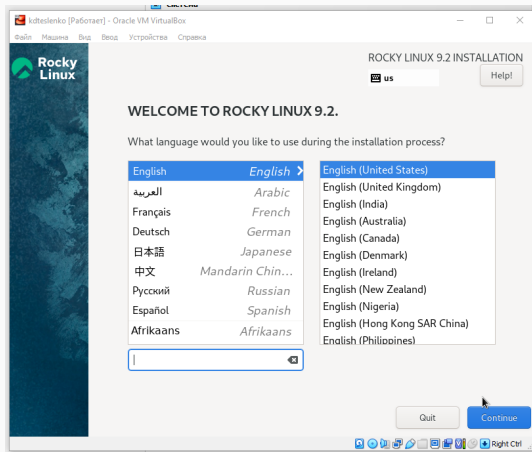 Система
kdteslenko [Работает] - Oracle VM VirtualBox
Файл Машина Вид Ввод Устройства Справка
Rocky
Linux
ROCKY LINUX 9.2 INSTALLATION
us
Help!
WELCOME TO ROCKY LINUX 9.2.
What language would you like to use during the installation process?
English English
العربية Arabic
Français French
Deutsch German
日本語 Japanese
中文 Mandarin Chin...
Русский Russian
Español Spanish
Afrikaans Afrikaans
English (United States)
English (United Kingdom)
English (India)
English (Australia)
English (Canada)
English (Denmark)
English (Ireland)
English (New Zealand)
English (Nigeria)
English (Hong Kong SAR China)
English (Philippines)
Quit
Continue
Right Ctrl